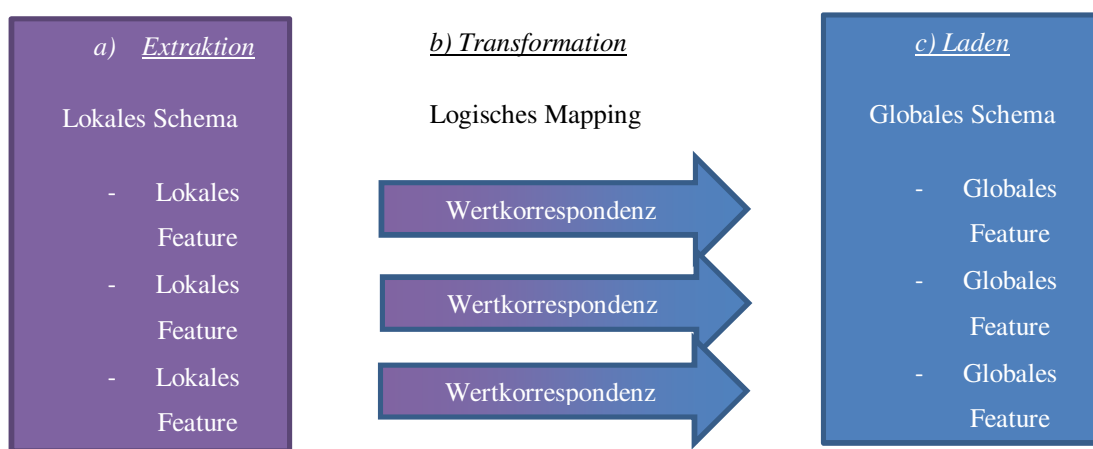 a) Extraktion
Lokales Schema
- Lokales
Feature
- Lokales
Feature
- Lokales
Feature
b) Transformation
Logisches Mapping
Wertkorrespondenz
Wertkorrespondenz
Wertkorrespondenz
c) Laden
Globales Schema
- Globales
Feature
- Globales
Feature
- Globales
Feature